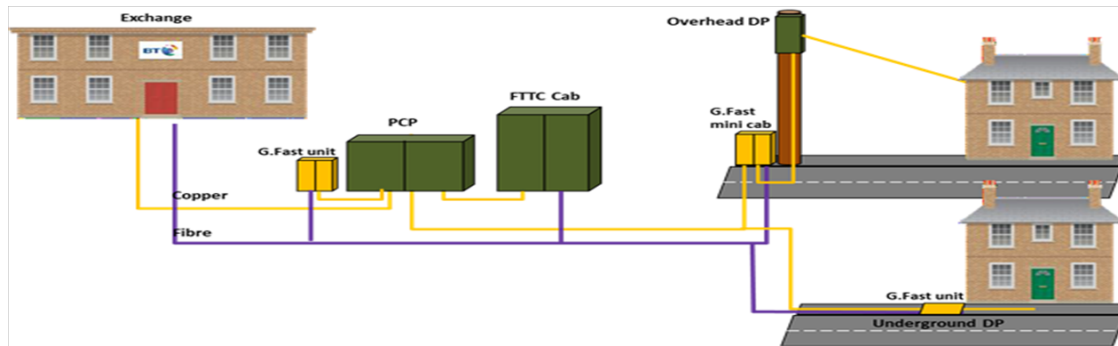 Exchange
BT
Overhead DP
FTTC Cab
G.Fast
mini cab
PCP
G.Fast unit
Copper
Fibre
G.Fast unit
Underground DP